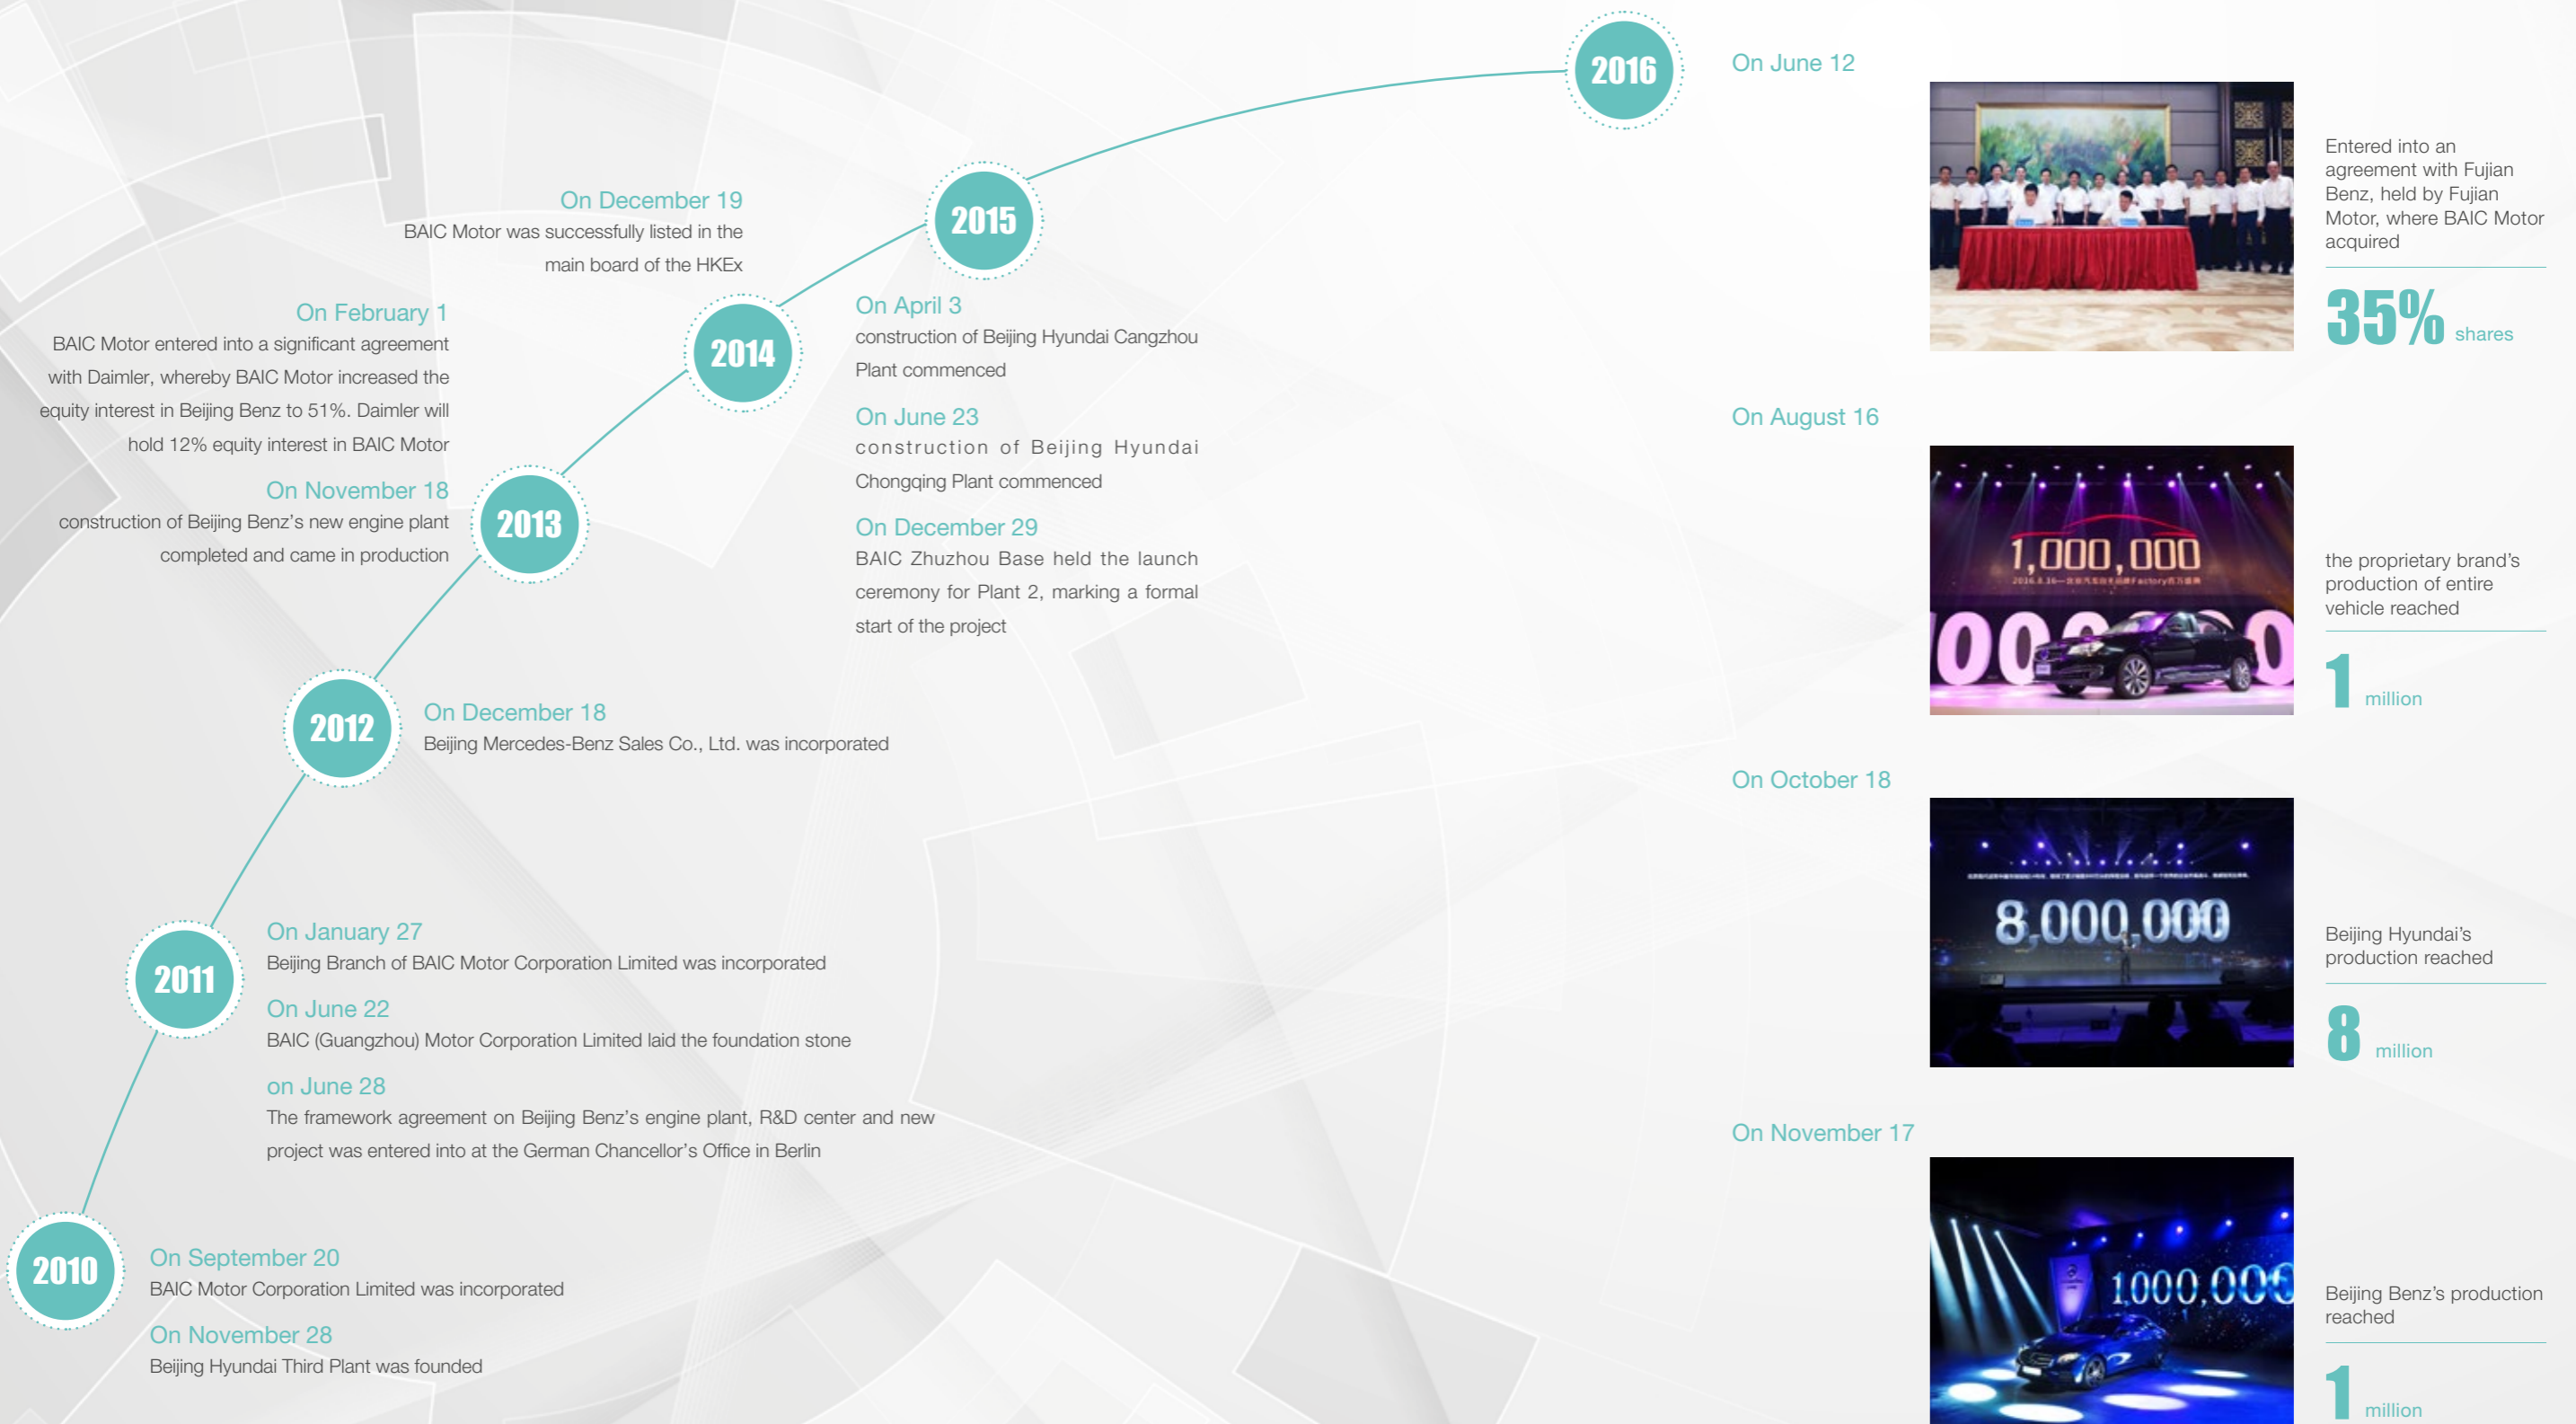 2016
On June 12
Entered into an
agreement with Fujian
Benz, held by Fujian
Motor, where BAIC Motor
acquired
35% shares
On August 16
1,000,000
the proprietary brand's
production of entire
vehicle reached
1 million
On October 18
8,000,000
Beijing Hyundai's
production reached
8 million
On November 17
1000,000
Beijing Benz's production
reached
1 million
2015
On April 3
construction of Beijing Hyundai Cangzhou
Plant commenced
On June 23
construction of Beijing Hyundai
Chongqing Plant commenced
On December 29
BAIC Zhuzhou Base held the launch
ceremony for Plant 2, marking a formal
start of the project
2014
On December 19
BAIC Motor was successfully listed in the
main board of the HKEx
2013
On February 1
BAIC Motor entered into a significant agreement
with Daimler, whereby BAIC Motor increased the
equity interest in Beijing Benz to 51%. Daimler will
hold 12% equity interest in BAIC Motor
On November 18
construction of Beijing Benz's new engine plant
completed and came in production
2012
On December 18
Beijing Mercedes-Benz Sales Co., Ltd. was incorporated
2011
On January 27
Beijing Branch of BAIC Motor Corporation Limited was incorporated
On June 22
BAIC (Guangzhou) Motor Corporation Limited laid the foundation stone
on June 28
The framework agreement on Beijing Benz's engine plant, R&D center and new
project was entered into at the German Chancellor's Office in Berlin
2010
On September 20
BAIC Motor Corporation Limited was incorporated
On November 28
Beijing Hyundai Third Plant was founded